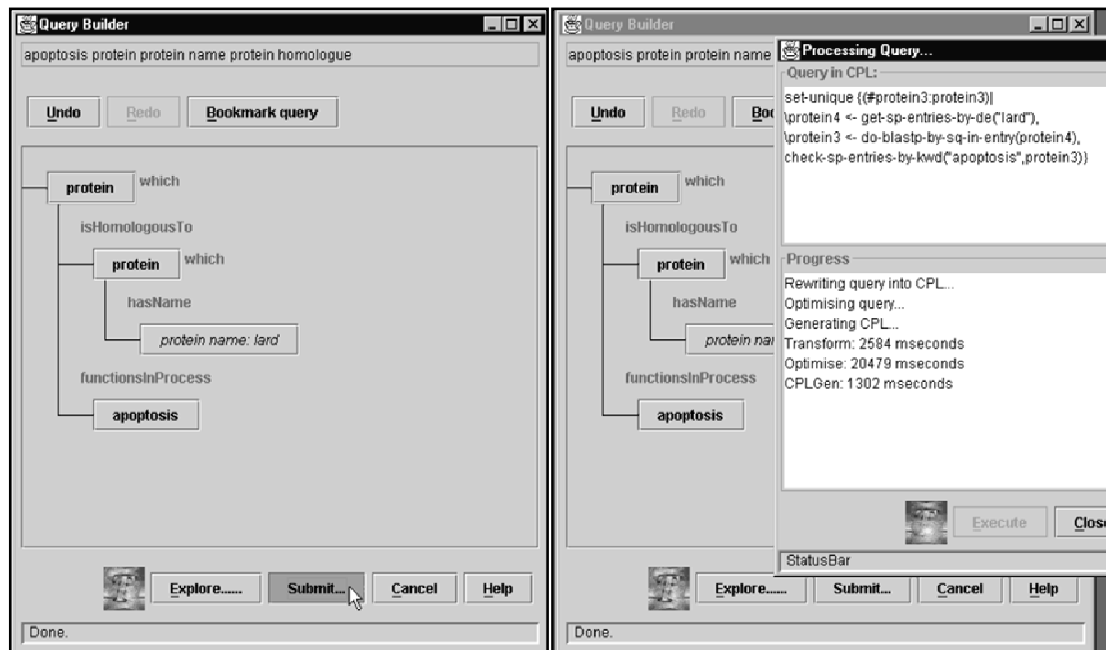 Query Builder
apoptosis protein protein name protein homologue
Undo
Redo
Bookmark query
protein
which
isHomologousTo
protein
which
hasName
protein name: lard
functionsInProcess
apoptosis
Explore......
Submit...
Cancel
Help
Done.
Query Builder
apoptosis protein protein name
Undo
Redo
Boo
protein
which
isHomologousTo
protein
which
hasName
protein nar
functionsInProcess
apoptosis
Explore......
Submit...
Cancel
Help
Done.
Processing Query...
Query in CPL:
set-unique {(#protein3:protein3)|
\protein4 <- get-sp-entries-by-de("lard"),
\protein3 <- do-blastp-by-sq-in-entry(protein4),
check-sp-entries-by-kwd("apoptosis",protein3)}
Progress
Rewriting query into CPL...
Optimising query...
Generating CPL...
Transform: 2584 mseconds
Optimise: 20479 mseconds
CPLGen: 1302 mseconds
Execute
Close
StatusBar